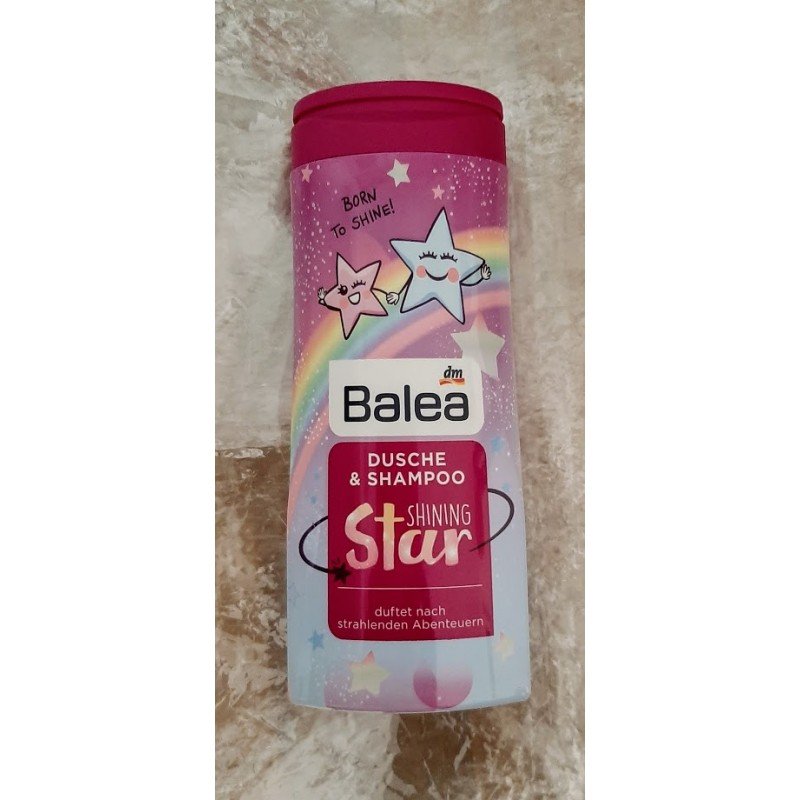 BORN
TO SHINE!
dm
Balea
DUSCHE
& SHAMPOO
SHINING
Star
duftet nach
strahlenden Abenteuern